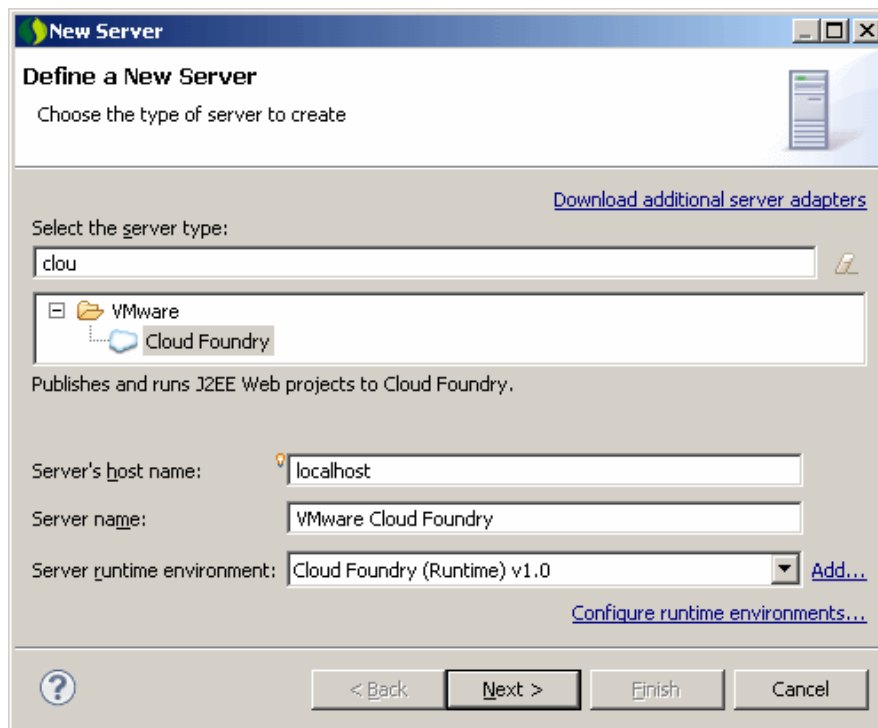 New Server
Define a New Server
Choose the type of server to create
Download additional server adapters
Select the server type:
clou
VMware
Cloud Foundry
Publishes and runs J2EE Web projects to Cloud Foundry.
Server's host name: localhost
Server name: VMware Cloud Foundry
Server runtime environment: Cloud Foundry (Runtime) v1.0 Add...
Configure runtime environments...
? < Back Next > Finish Cancel